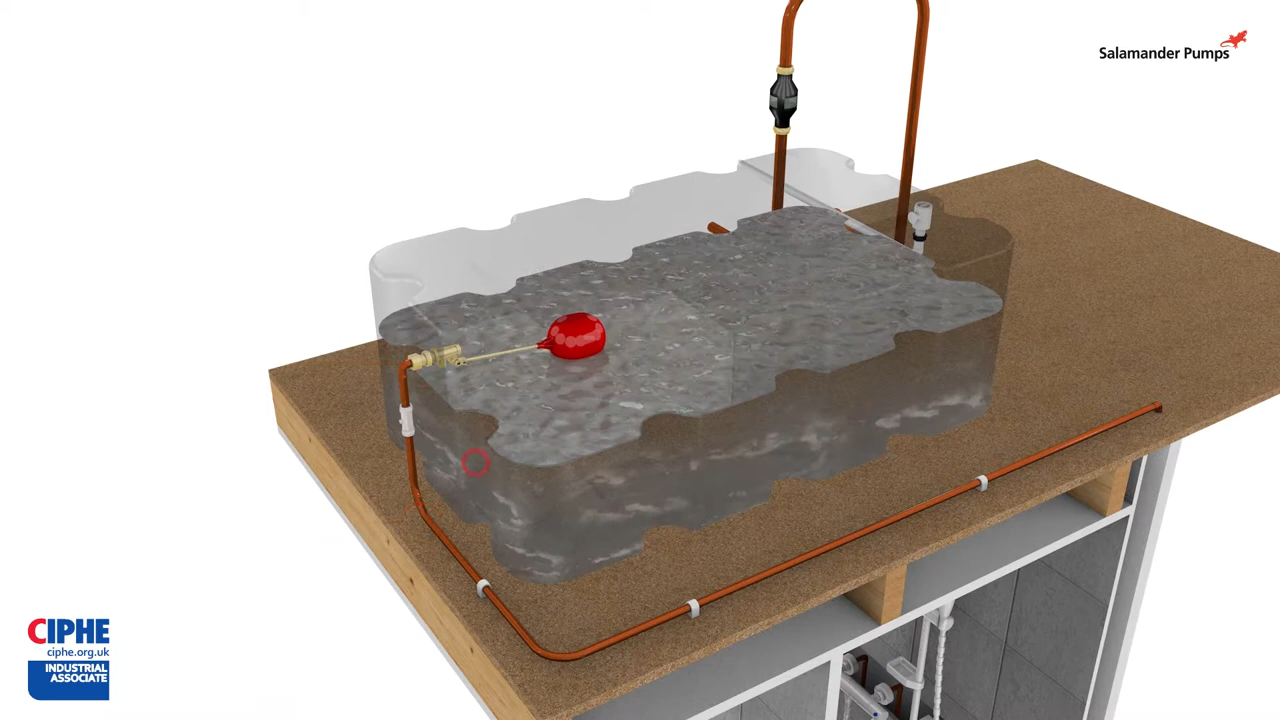 Salamander Pumps
CIPHE
ciphe.org.uk
INDUSTRIAL
ASSOCIATE